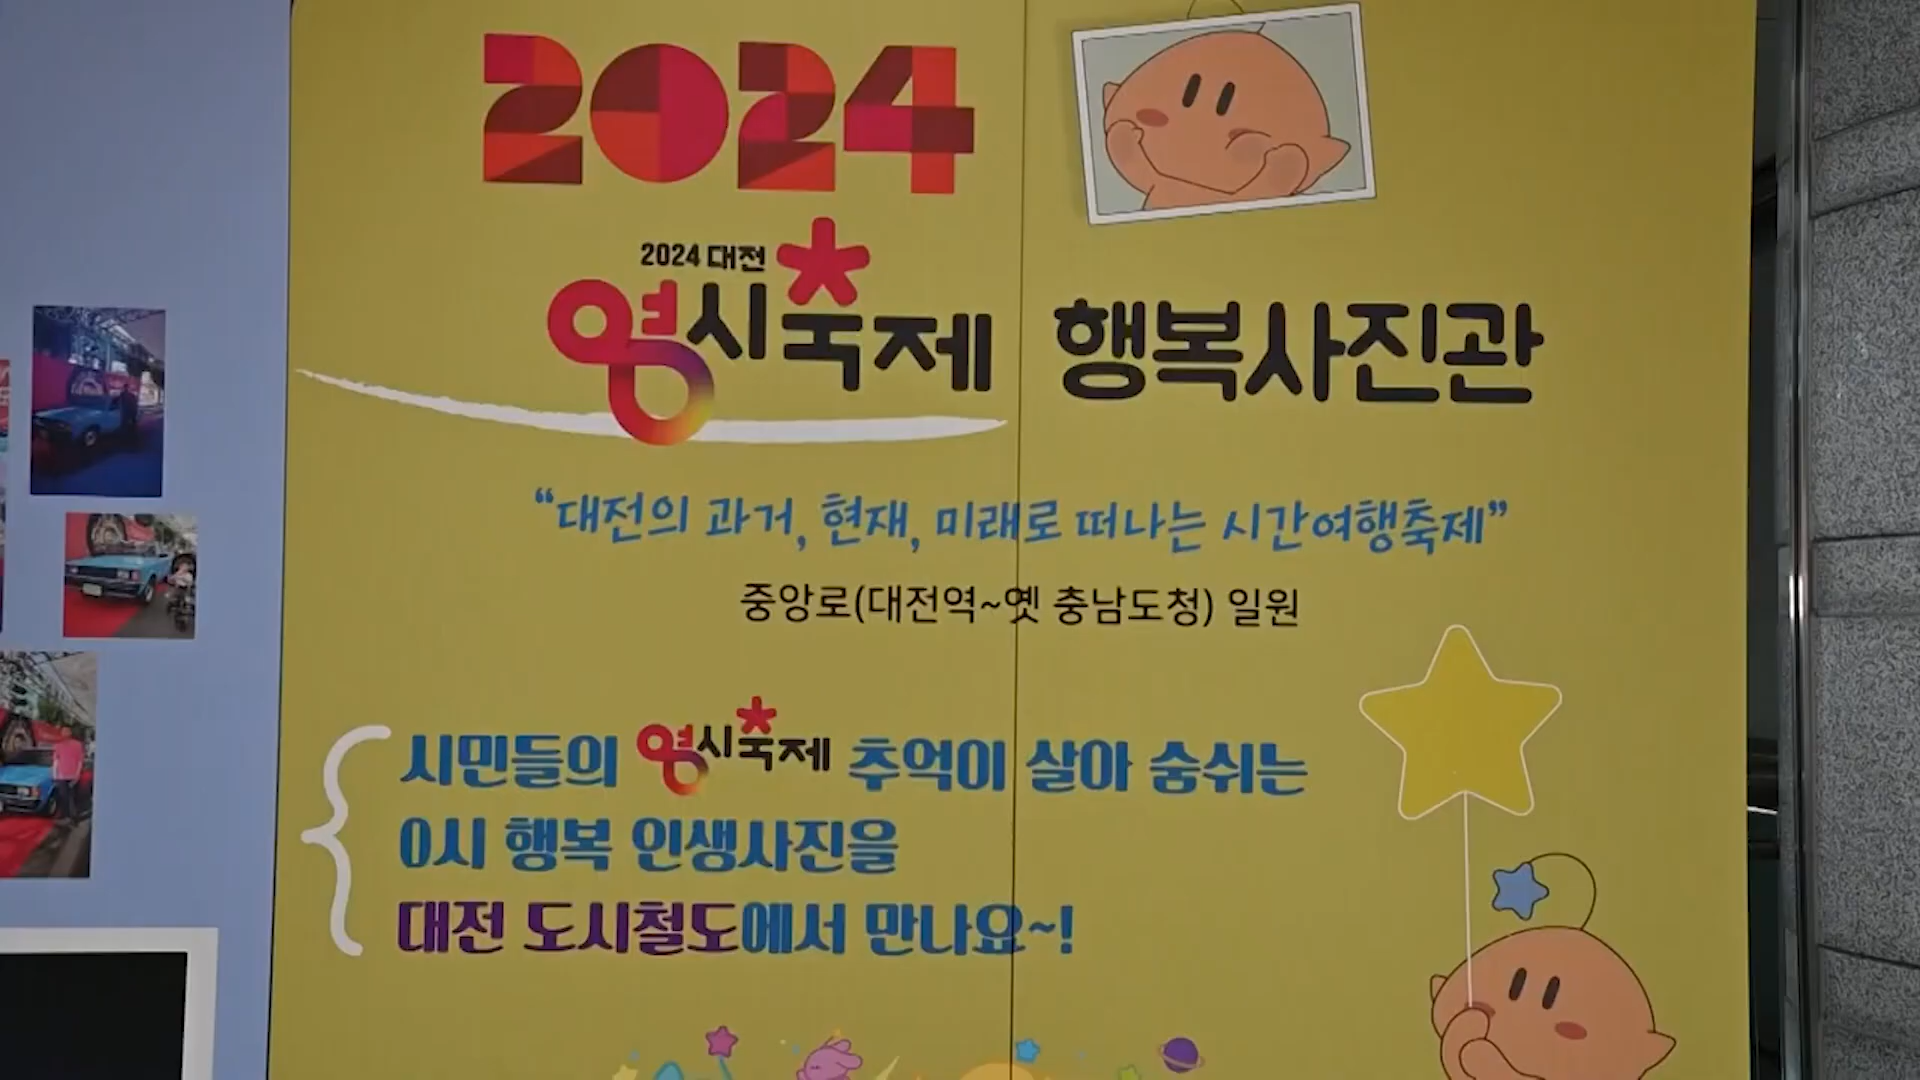 2024
2024 대전
영시축제 행복사진관
“대전의 과거, 현재, 미래로 떠나는 시간여행축제”
중앙로(대전역~옛 충남도청) 일원
시민들의 영시축제 추억이 살아 숨쉬는
0시 행복 인생사진을
대전 도시철도에서 만나요~!